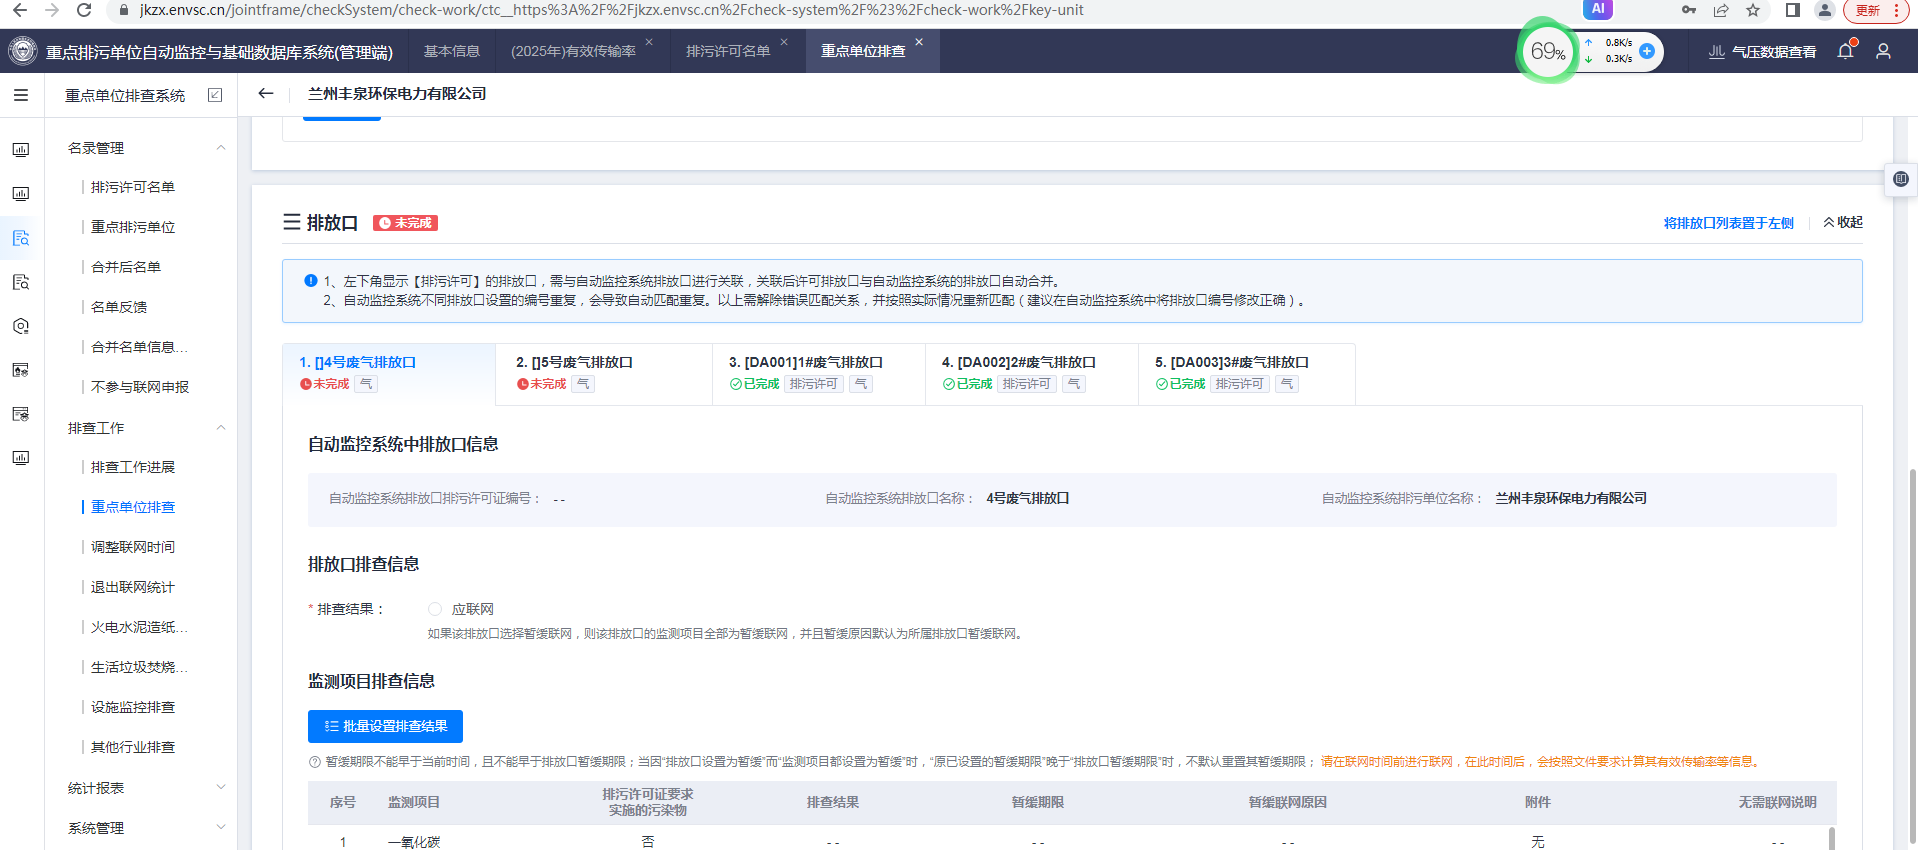 jkzx.envsc.cn/jointframe/checkSystem/check-work/ctc__https%3A%2F%2Fjkzx.envsc.cn%2Fcheck-system%2F%23%2Fcheck-work%2Fkey-unit
AI
更新
重点排污单位自动监控与基础数据库系统(管理端)
基本信息
(2025年)有效传输率
排污许可名单
重点单位排查
69%
0.8K/s
0.3K/s
气压数据查看
重点单位排查系统
兰州丰泉环保电力有限公司
名录管理
排污许可名单
重点排污单位
合并后名单
名单反馈
合并名单信息...
不参与联网申报
排查工作
排查工作进展
重点单位排查
调整联网时间
退出联网统计
火电水泥造纸...
生活垃圾焚烧...
设施监控排查
其他行业排查
统计报表
系统管理
排放口 未完成
将排放口列表置于左侧
收起
1、左下角显示【排污许可】的排放口，需与自动监控系统排放口进行关联，关联后许可排放口与自动监控系统的排放口自动合并。
2、自动监控系统不同排放口设置的编号重复，会导致自动匹配重复。以上需解除错误匹配关系，并按照实际情况重新匹配（建议在自动监控系统中将排放口编号修改正确）。
1. []4号废气排放口
未完成 气
2. []5号废气排放口
未完成 气
3. [DA001]1#废气排放口
已完成 排污许可 气
4. [DA002]2#废气排放口
已完成 排污许可 气
5. [DA003]3#废气排放口
已完成 排污许可 气
自动监控系统中排放口信息
自动监控系统排放口排污许可证编号： --
自动监控系统排放口名称： 4号废气排放口
自动监控系统排污单位名称： 兰州丰泉环保电力有限公司
排放口排查信息
* 排查结果： 应联网
如果该排放口选择暂缓联网，则该排放口的监测项目全部为暂缓联网，并且暂缓原因默认为所属排放口暂缓联网。
监测项目排查信息
批量设置排查结果
暂缓期限不能早于当前时间，且不能早于排放口暂缓期限；当因“排放口设置为暂缓”而“监测项目都设置为暂缓”时，“原已设置的暂缓期限”晚于“排放口暂缓期限”时，不默认重置其暂缓期限； 请在联网时间前进行联网，在此时间后，会按照文件要求计算其有效传输率等信息。
序号 监测项目 排污许可证要求 实施的污染物 排查结果 暂缓期限 暂缓联网原因 附件 无需联网说明
1 一氧化碳 否 -- -- -- 无 --